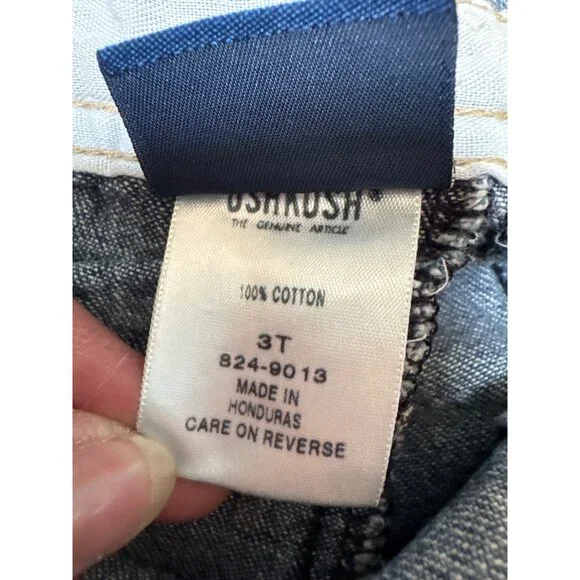 OSHKOSH®
THE GENUINE ARTICLE
100% COTTON
3T
824-9013
MADE IN
HONDURAS
CARE ON REVERSE